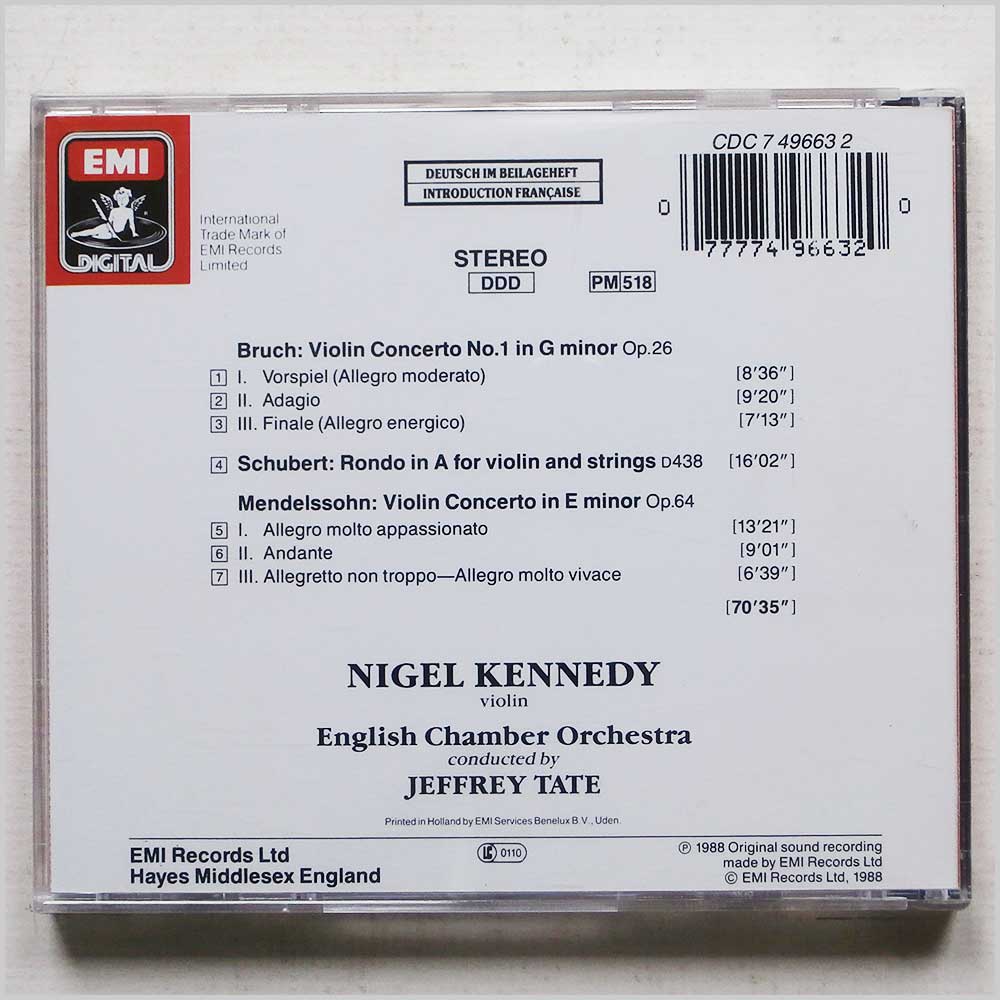 EMI
DIGITAL
International
Trade Mark of
EMI Records
Limited
DEUTSCH IM BEILAGEHEFT
INTRODUCTION FRANÇAISE
STEREO
DDD
PM 518
CDC 7 49663 2
0 77774 96632 0
Bruch: Violin Concerto No.1 in G minor Op.26
1 I. Vorspiel (Allegro moderato) [8'36"]
2 II. Adagio [9'20"]
3 III. Finale (Allegro energico) [7'13"]
4 Schubert: Rondo in A for violin and strings D438 [16'02"]
Mendelssohn: Violin Concerto in E minor Op.64
5 I. Allegro molto appassionato [13'21"]
6 II. Andante [9'01"]
7 III. Allegretto non troppo—Allegro molto vivace [6'39"]
[70'35"]
NIGEL KENNEDY
violin
English Chamber Orchestra
conducted by
JEFFREY TATE
Printed in Holland by EMI Services Benelux B.V., Uden.
EMI Records Ltd
Hayes Middlesex England
LC 0110
℗ 1988 Original sound recording
made by EMI Records Ltd
© EMI Records Ltd, 1988